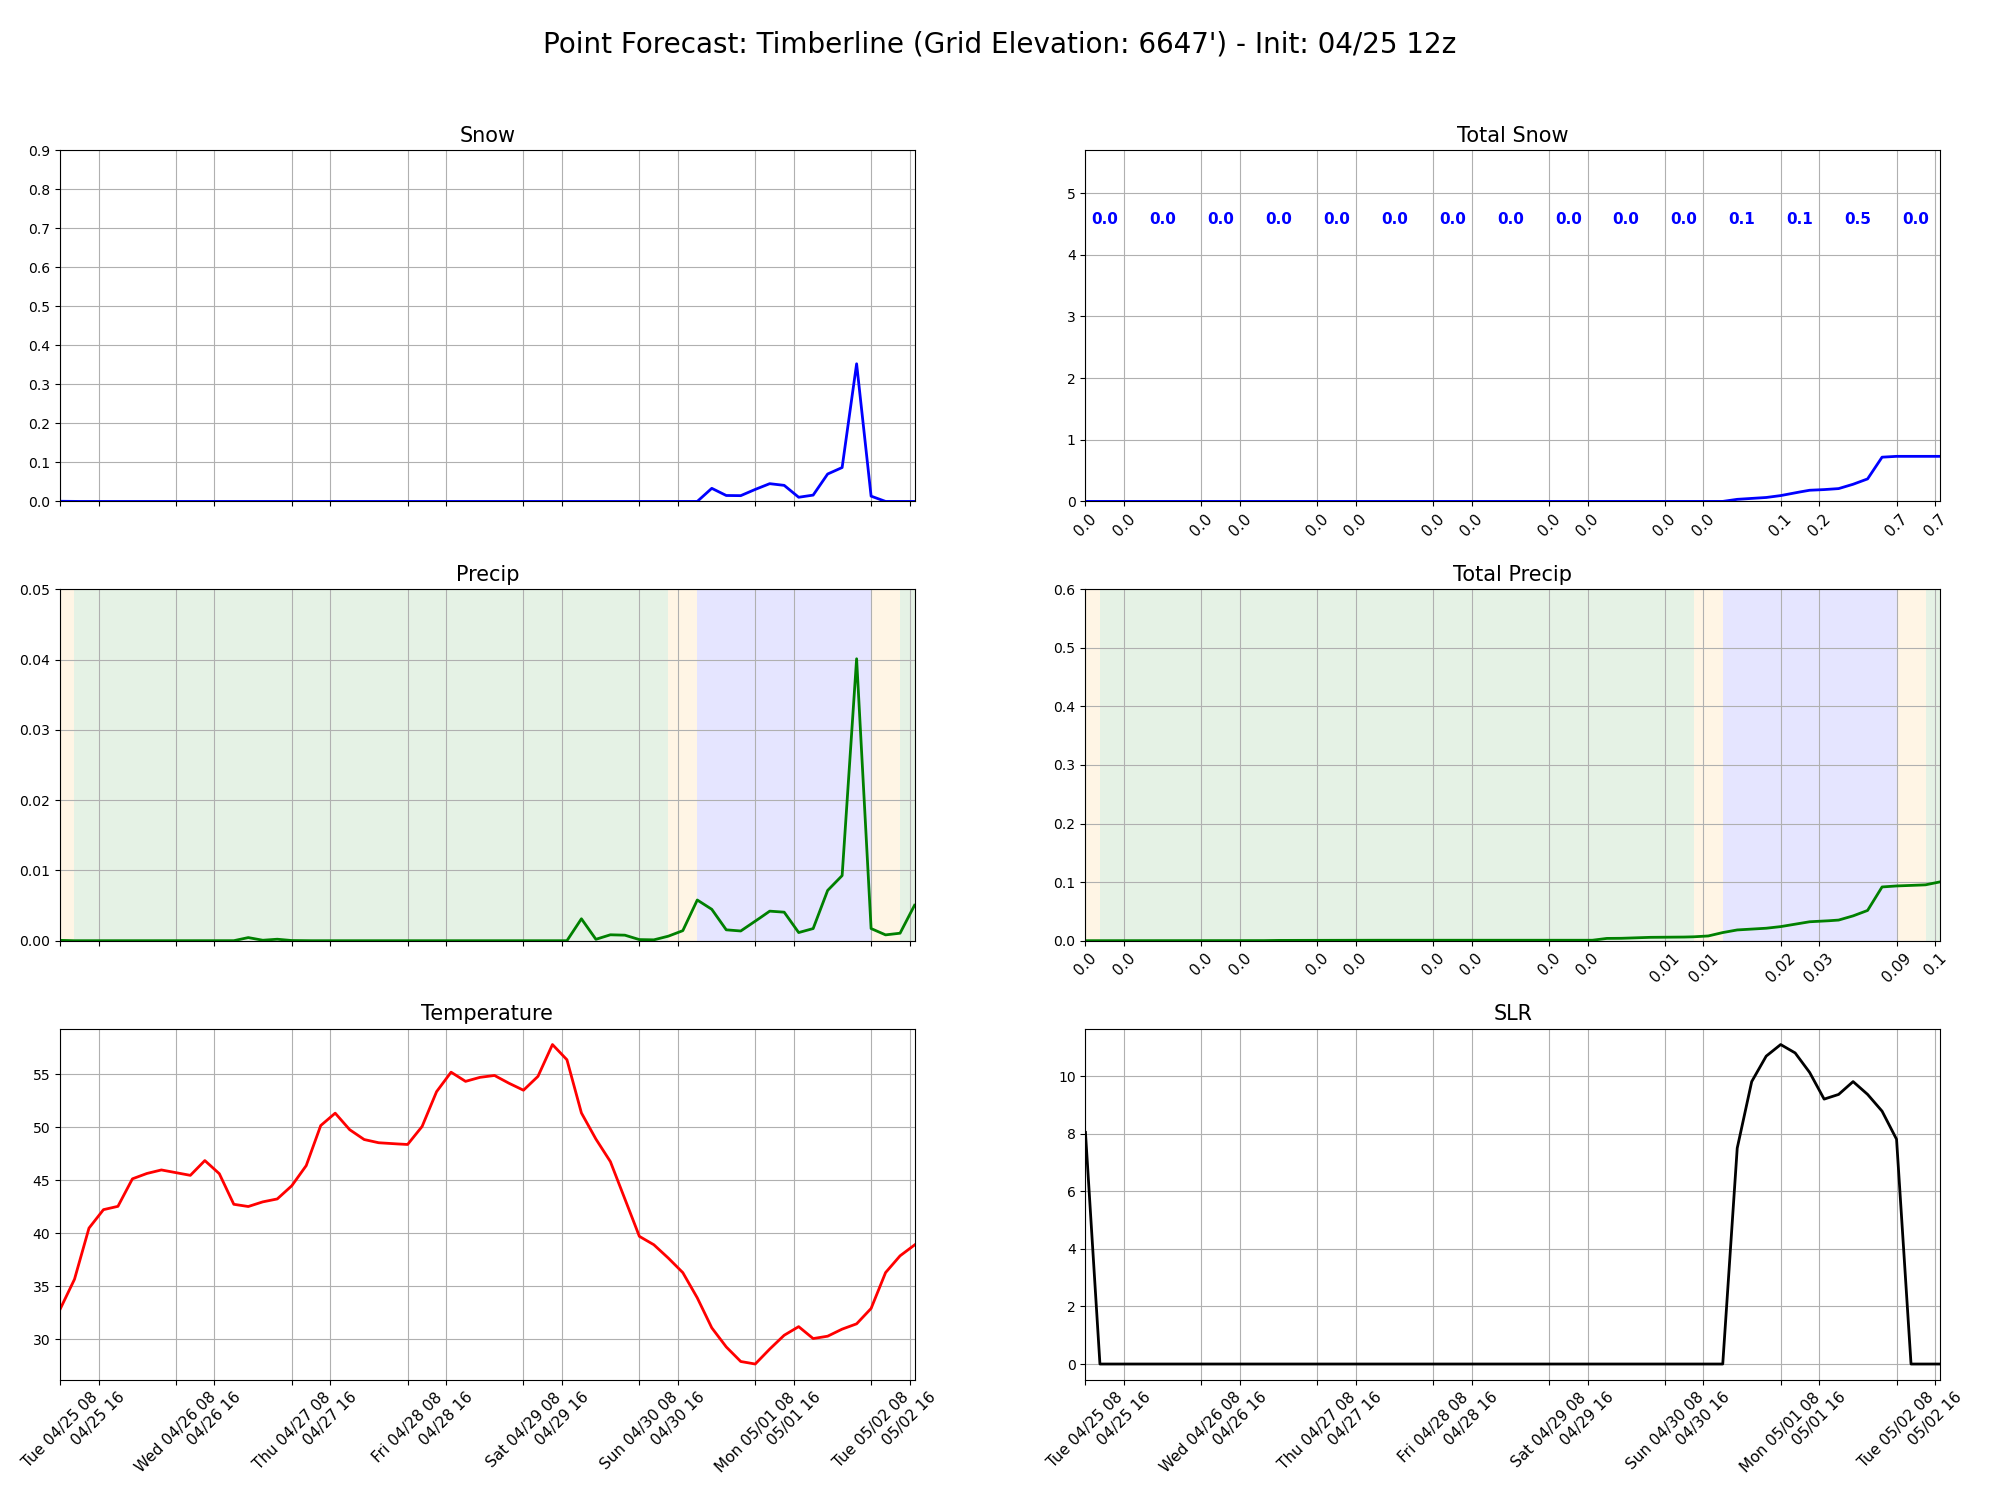 Point Forecast: Timberline (Grid Elevation: 6647') - Init: 04/25 12z
Snow
0.9
0.8
0.7
0.6
0.5
0.4
0.3
0.2
0.1
0.0
Total Snow
5
4
3
2
1
0
0.0 0.0 0.0 0.0 0.0 0.0 0.0 0.0 0.0 0.0 0.0 0.1 0.1 0.5 0.0
0.0 0.0 0.0 0.0 0.0 0.0 0.0 0.0 0.0 0.0 0.0 0.0 0.1 0.2 0.7 0.7
Precip
0.05
0.04
0.03
0.02
0.01
0.00
Total Precip
0.6
0.5
0.4
0.3
0.2
0.1
0.0
0.0 0.0 0.0 0.0 0.0 0.0 0.0 0.0 0.0 0.0 0.01 0.01 0.02 0.03 0.09 0.1
Temperature
55
50
45
40
35
30
Tue 04/25 08
04/25 16
Wed 04/26 08
04/26 16
Thu 04/27 08
04/27 16
Fri 04/28 08
04/28 16
Sat 04/29 08
04/29 16
Sun 04/30 08
04/30 16
Mon 05/01 08
05/01 16
Tue 05/02 08
05/02 16
SLR
10
8
6
4
2
0
Tue 04/25 08
04/25 16
Wed 04/26 08
04/26 16
Thu 04/27 08
04/27 16
Fri 04/28 08
04/28 16
Sat 04/29 08
04/29 16
Sun 04/30 08
04/30 16
Mon 05/01 08
05/01 16
Tue 05/02 08
05/02 16